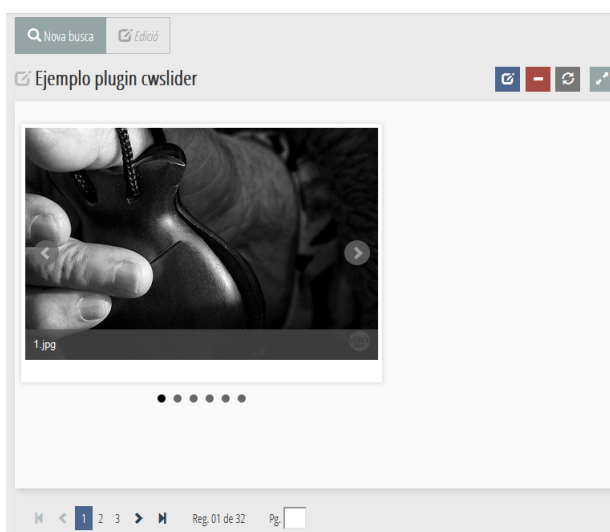 Nova busca Edició
Ejemplo plugin cwslider
1.jpg
1 2 3 Reg. 01 de 32 Pg.